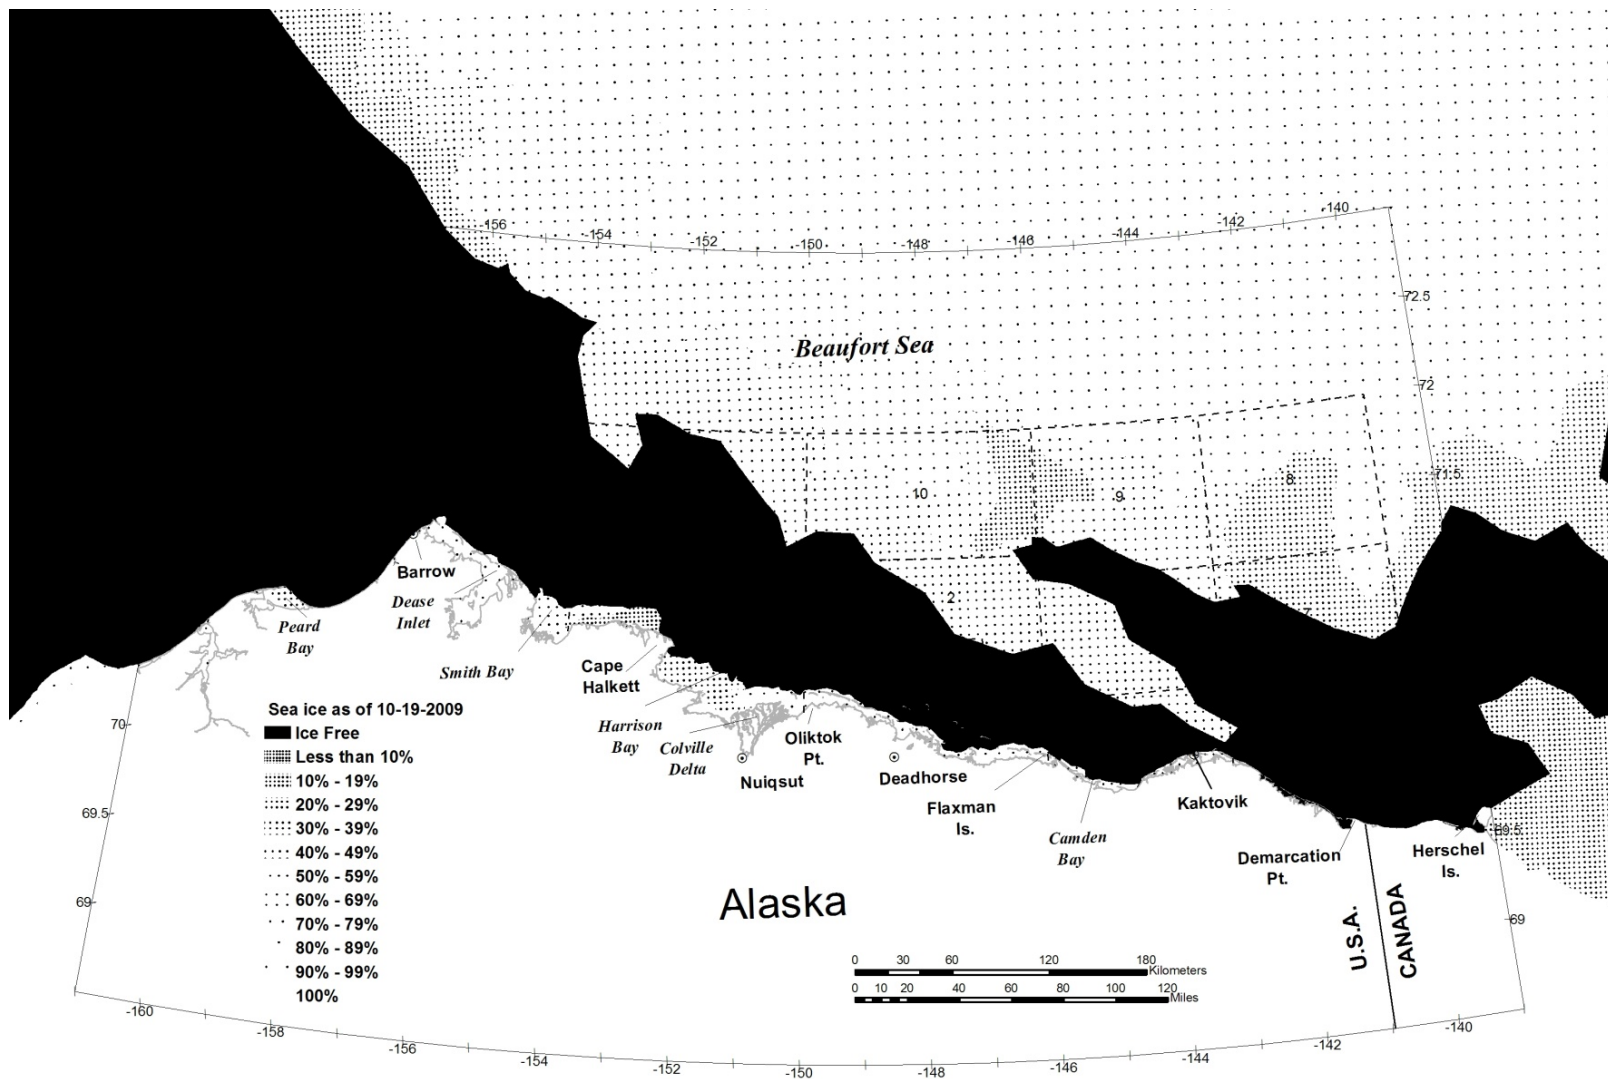 -156
-154
-152
-150
-148
-146
-144
-142
-140
72.5
Beaufort Sea
72
71.5
8
10
9
Barrow
2
7
Dease
Inlet
Peard
Bay
Smith Bay
Cape
Halkett
Sea ice as of 10-19-2009
Ice Free
Less than 10%
10% - 19%
20% - 29%
30% - 39%
40% - 49%
50% - 59%
60% - 69%
70% - 79%
80% - 89%
90% - 99%
100%
70
69.5
69
Harrison
Bay
Colville
Delta
Oliktok
Pt.
Nuiqsut
Deadhorse
Flaxman
Is.
Camden
Bay
Kaktovik
Demarcation
Pt.
Herschel
Is.
69.5
69
Alaska
U.S.A.
CANADA
0 30 60 120 180
Kilometers
0 10 20 40 60 80 100 120
Miles
-160
-158
-156
-154
-150
-148
-146
-144
-142
-140